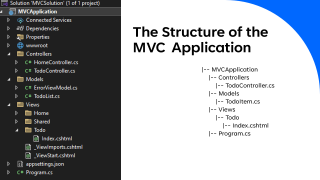 Solution 'MVCSolution' (1 of 1 project)
MVCApplication
Connected Services
Dependencies
Properties
wwwroot
Controllers
HomeController.cs
TodoController.cs
Models
ErrorViewModel.cs
TodoList.cs
Views
Home
Shared
Todo
Index.cshtml
_ViewImports.cshtml
_ViewStart.cshtml
appsettings.json
Program.cs
The Structure of the
MVC Application
|-- MVCApplication
|-- Controllers
|-- TodoController.cs
|-- Models
|-- TodoItem.cs
|-- Views
|-- Todo
|-- Index.cshtml
|-- Program.cs